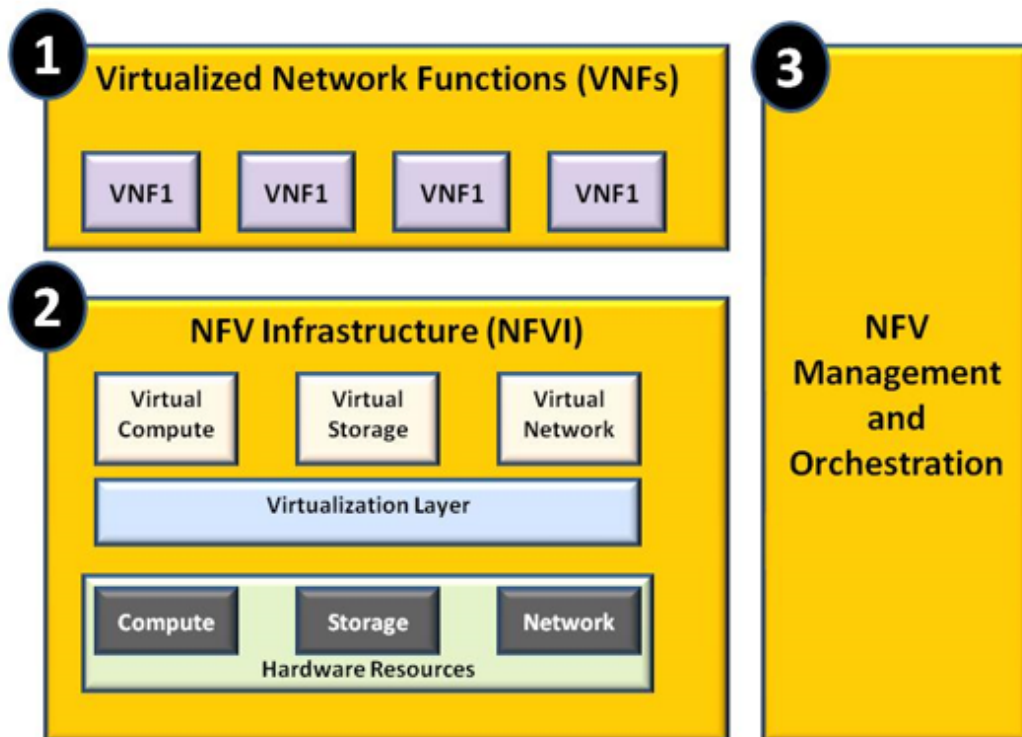 1
Virtualized Network Functions (VNFs)
VNF1 VNF1 VNF1 VNF1
2
NFV Infrastructure (NFVI)
Virtual Compute
Virtual Storage
Virtual Network
Virtualization Layer
Compute Storage Network
Hardware Resources
3
NFV
Management
and
Orchestration